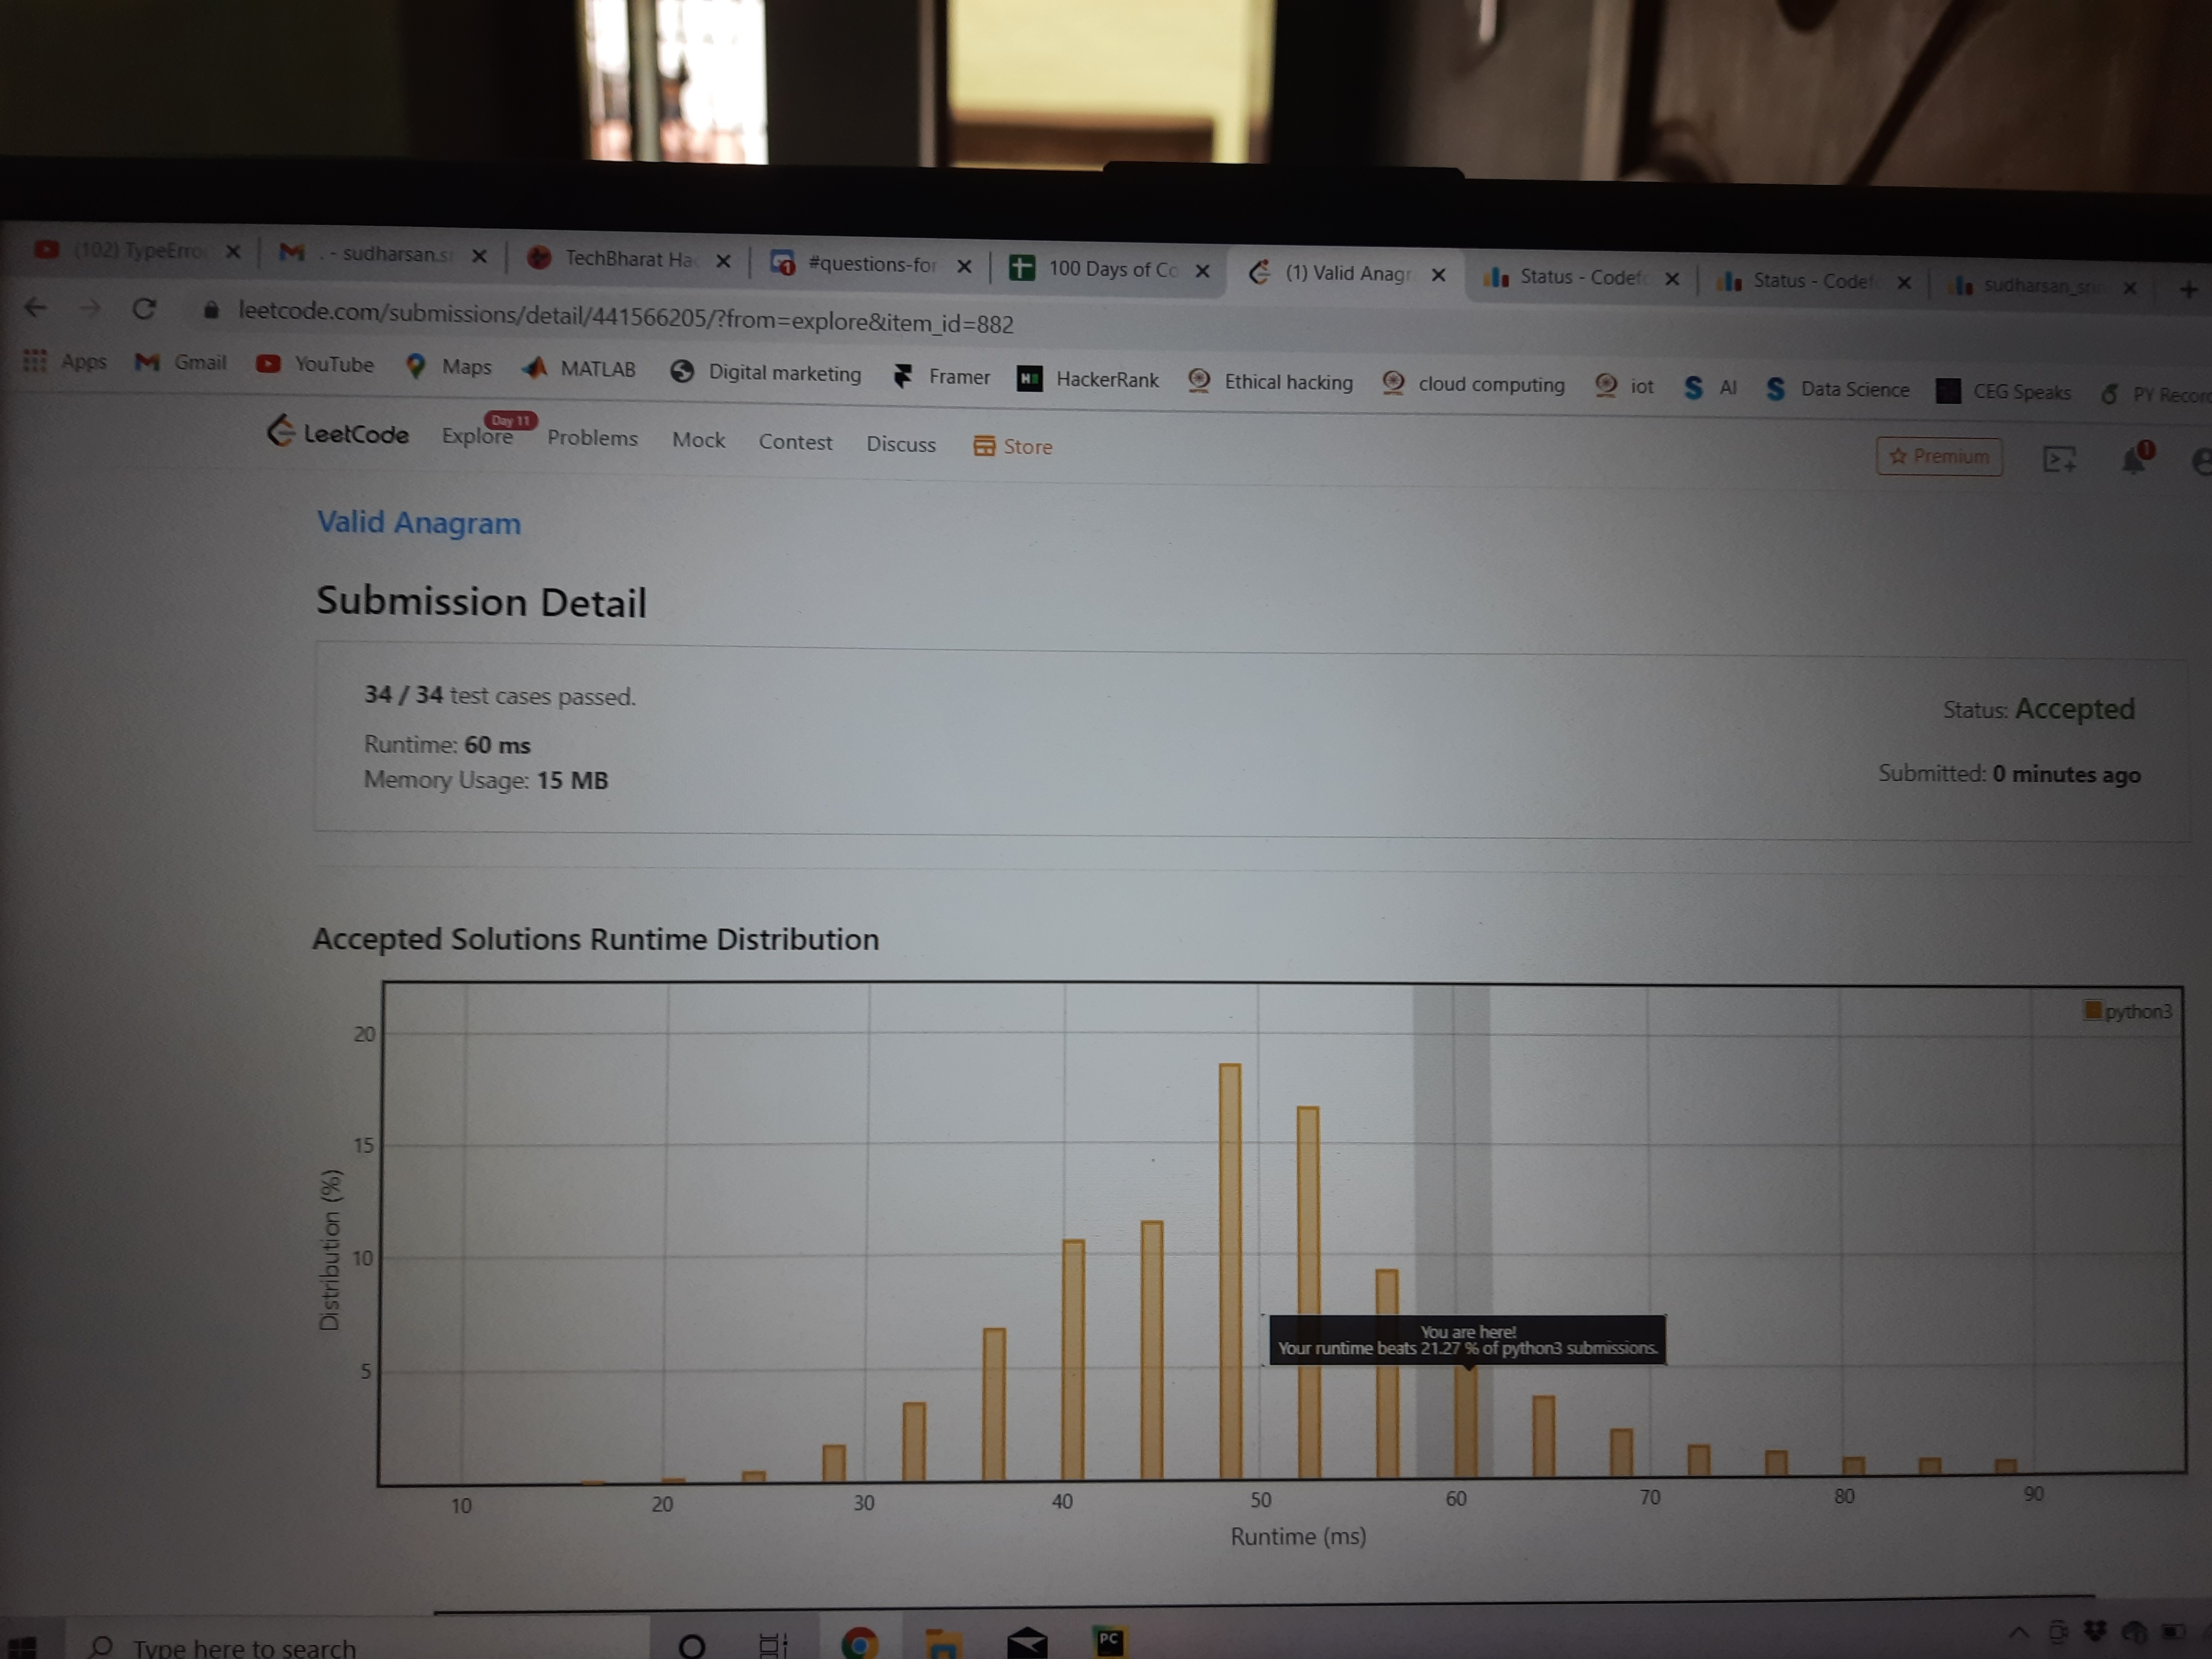 (102) TypeErro
. - sudharsan.s
TechBharat Ha
#questions-for
100 Days of Co
(1) Valid Anagr
Status - Codef
Status - Codef
sudharsan_sri
leetcode.com/submissions/detail/441566205/?from=explore&item_id=882
Apps Gmail YouTube Maps MATLAB Digital marketing Framer HackerRank Ethical hacking cloud computing iot AI Data Science CEG Speaks PY Record
LeetCode Explore Day 11 Problems Mock Contest Discuss Store Premium 1
Valid Anagram
Submission Detail
34 / 34 test cases passed.
Status: Accepted
Runtime: 60 ms
Memory Usage: 15 MB
Submitted: 0 minutes ago
Accepted Solutions Runtime Distribution
python3
20
15
10
5
Distribution (%)
You are here!
Your runtime beats 21.27 % of python3 submissions.
10 20 30 40 50 60 70 80 90
Runtime (ms)
Type here to search
PC